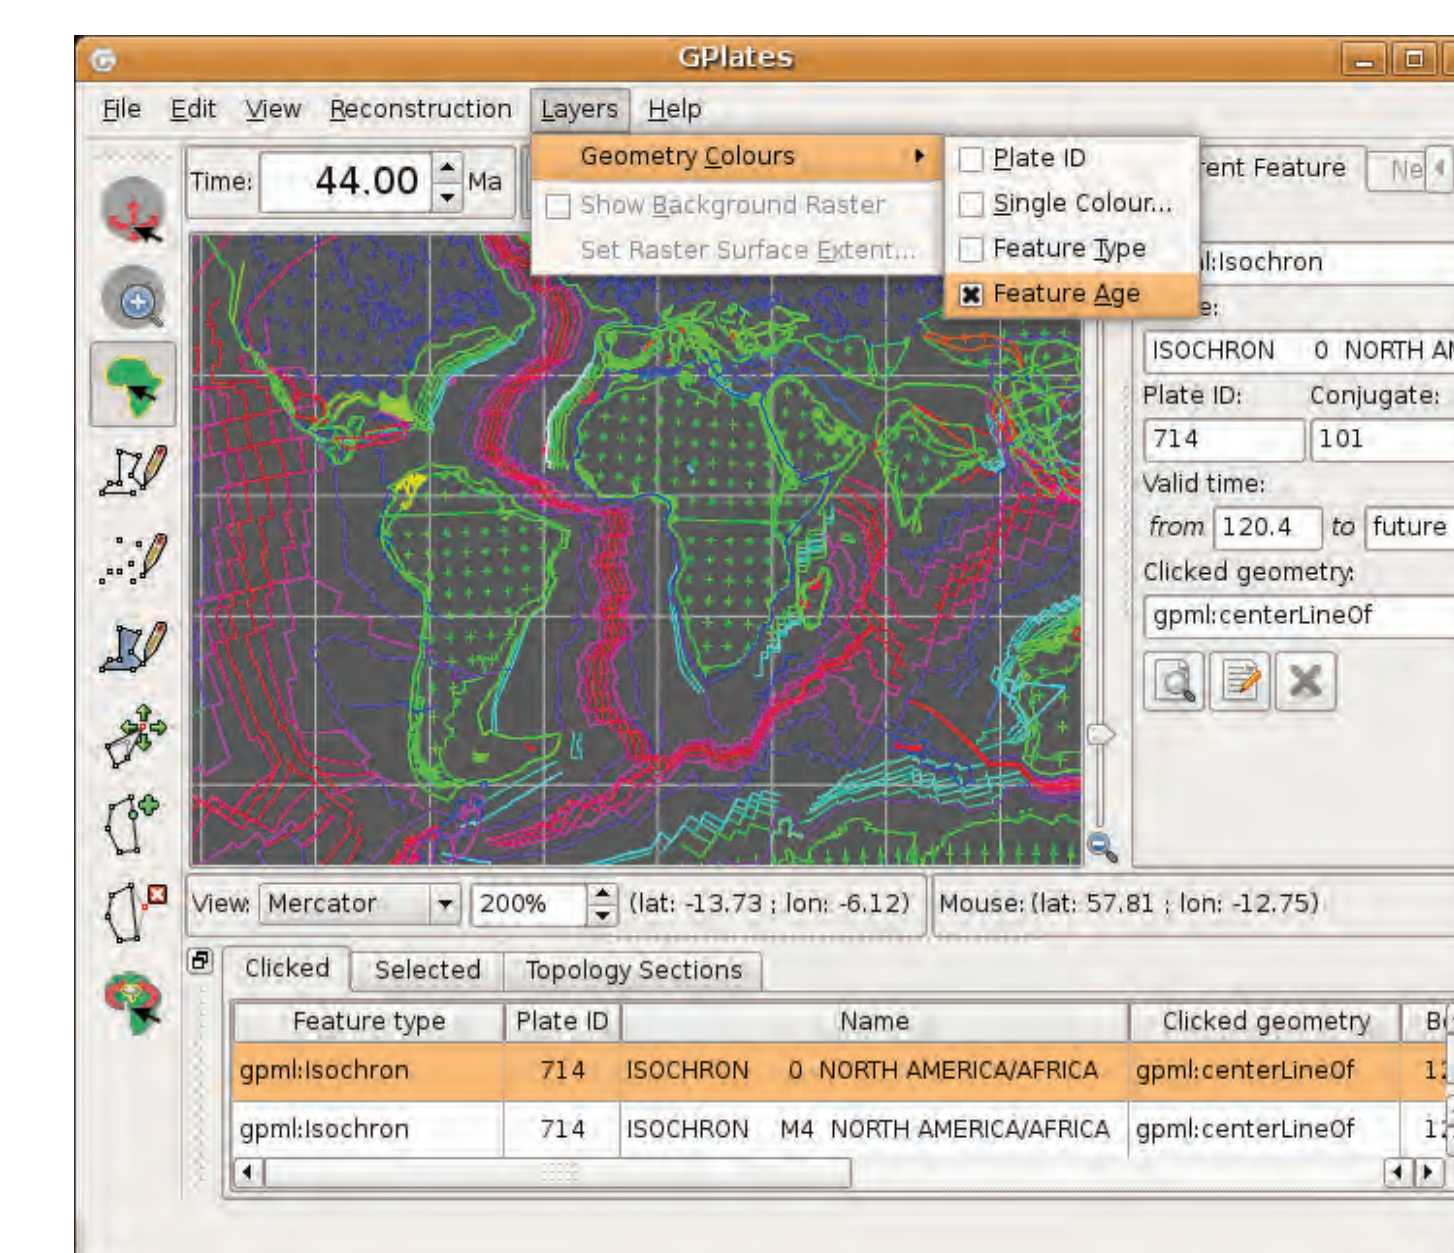 GPlates
File Edit View Reconstruction Layers Help
Time: 44.00 Ma
Geometry Colours
Show Background Raster
Set Raster Surface Extent...
Plate ID
Single Colour...
Feature Type
Feature Age
Feature
ISOCHRON 0 NORTH
Plate ID: Conjugate:
714 101
Valid time:
from 120.4 to future
Clicked geometry:
gpml:centerLineOf
View: Mercator 200% (lat: -13.73 ; lon: -6.12) Mouse: (lat: 57.81 ; lon: -12.75)
Clicked Selected Topology Sections
Feature type Plate ID Name Clicked geometry
gpml:Isochron 714 ISOCHRON 0 NORTH AMERICA/AFRICA gpml:centerLineOf
gpml:Isochron 714 ISOCHRON M4 NORTH AMERICA/AFRICA gpml:centerLineOf